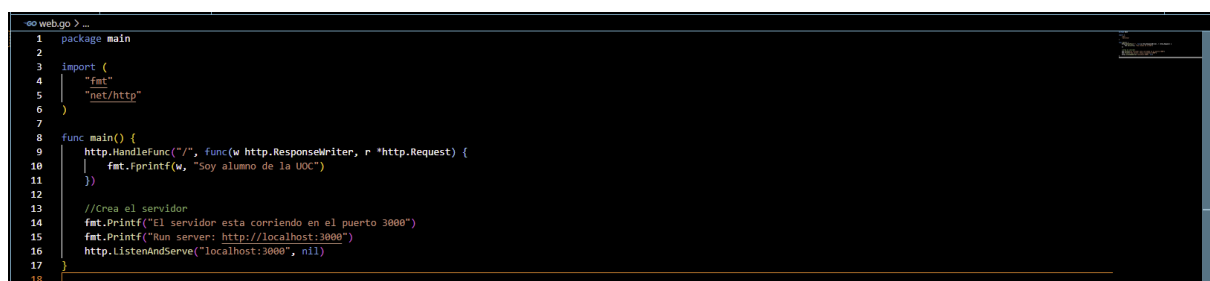 GO web.go > ...
1 package main
2
3 import (
4 "fmt"
5 "net/http"
6 )
7
8 func main() {
9 http.HandleFunc("/", func(w http.ResponseWriter, r *http.Request) {
10 fmt.Fprintf(w, "Soy alumno de la UOC")
11 })
12
13 //Crea el servidor
14 fmt.Printf("El servidor esta corriendo en el puerto 3000")
15 fmt.Printf("Run server: http://localhost:3000")
16 http.ListenAndServe("localhost:3000", nil)
17 }
18